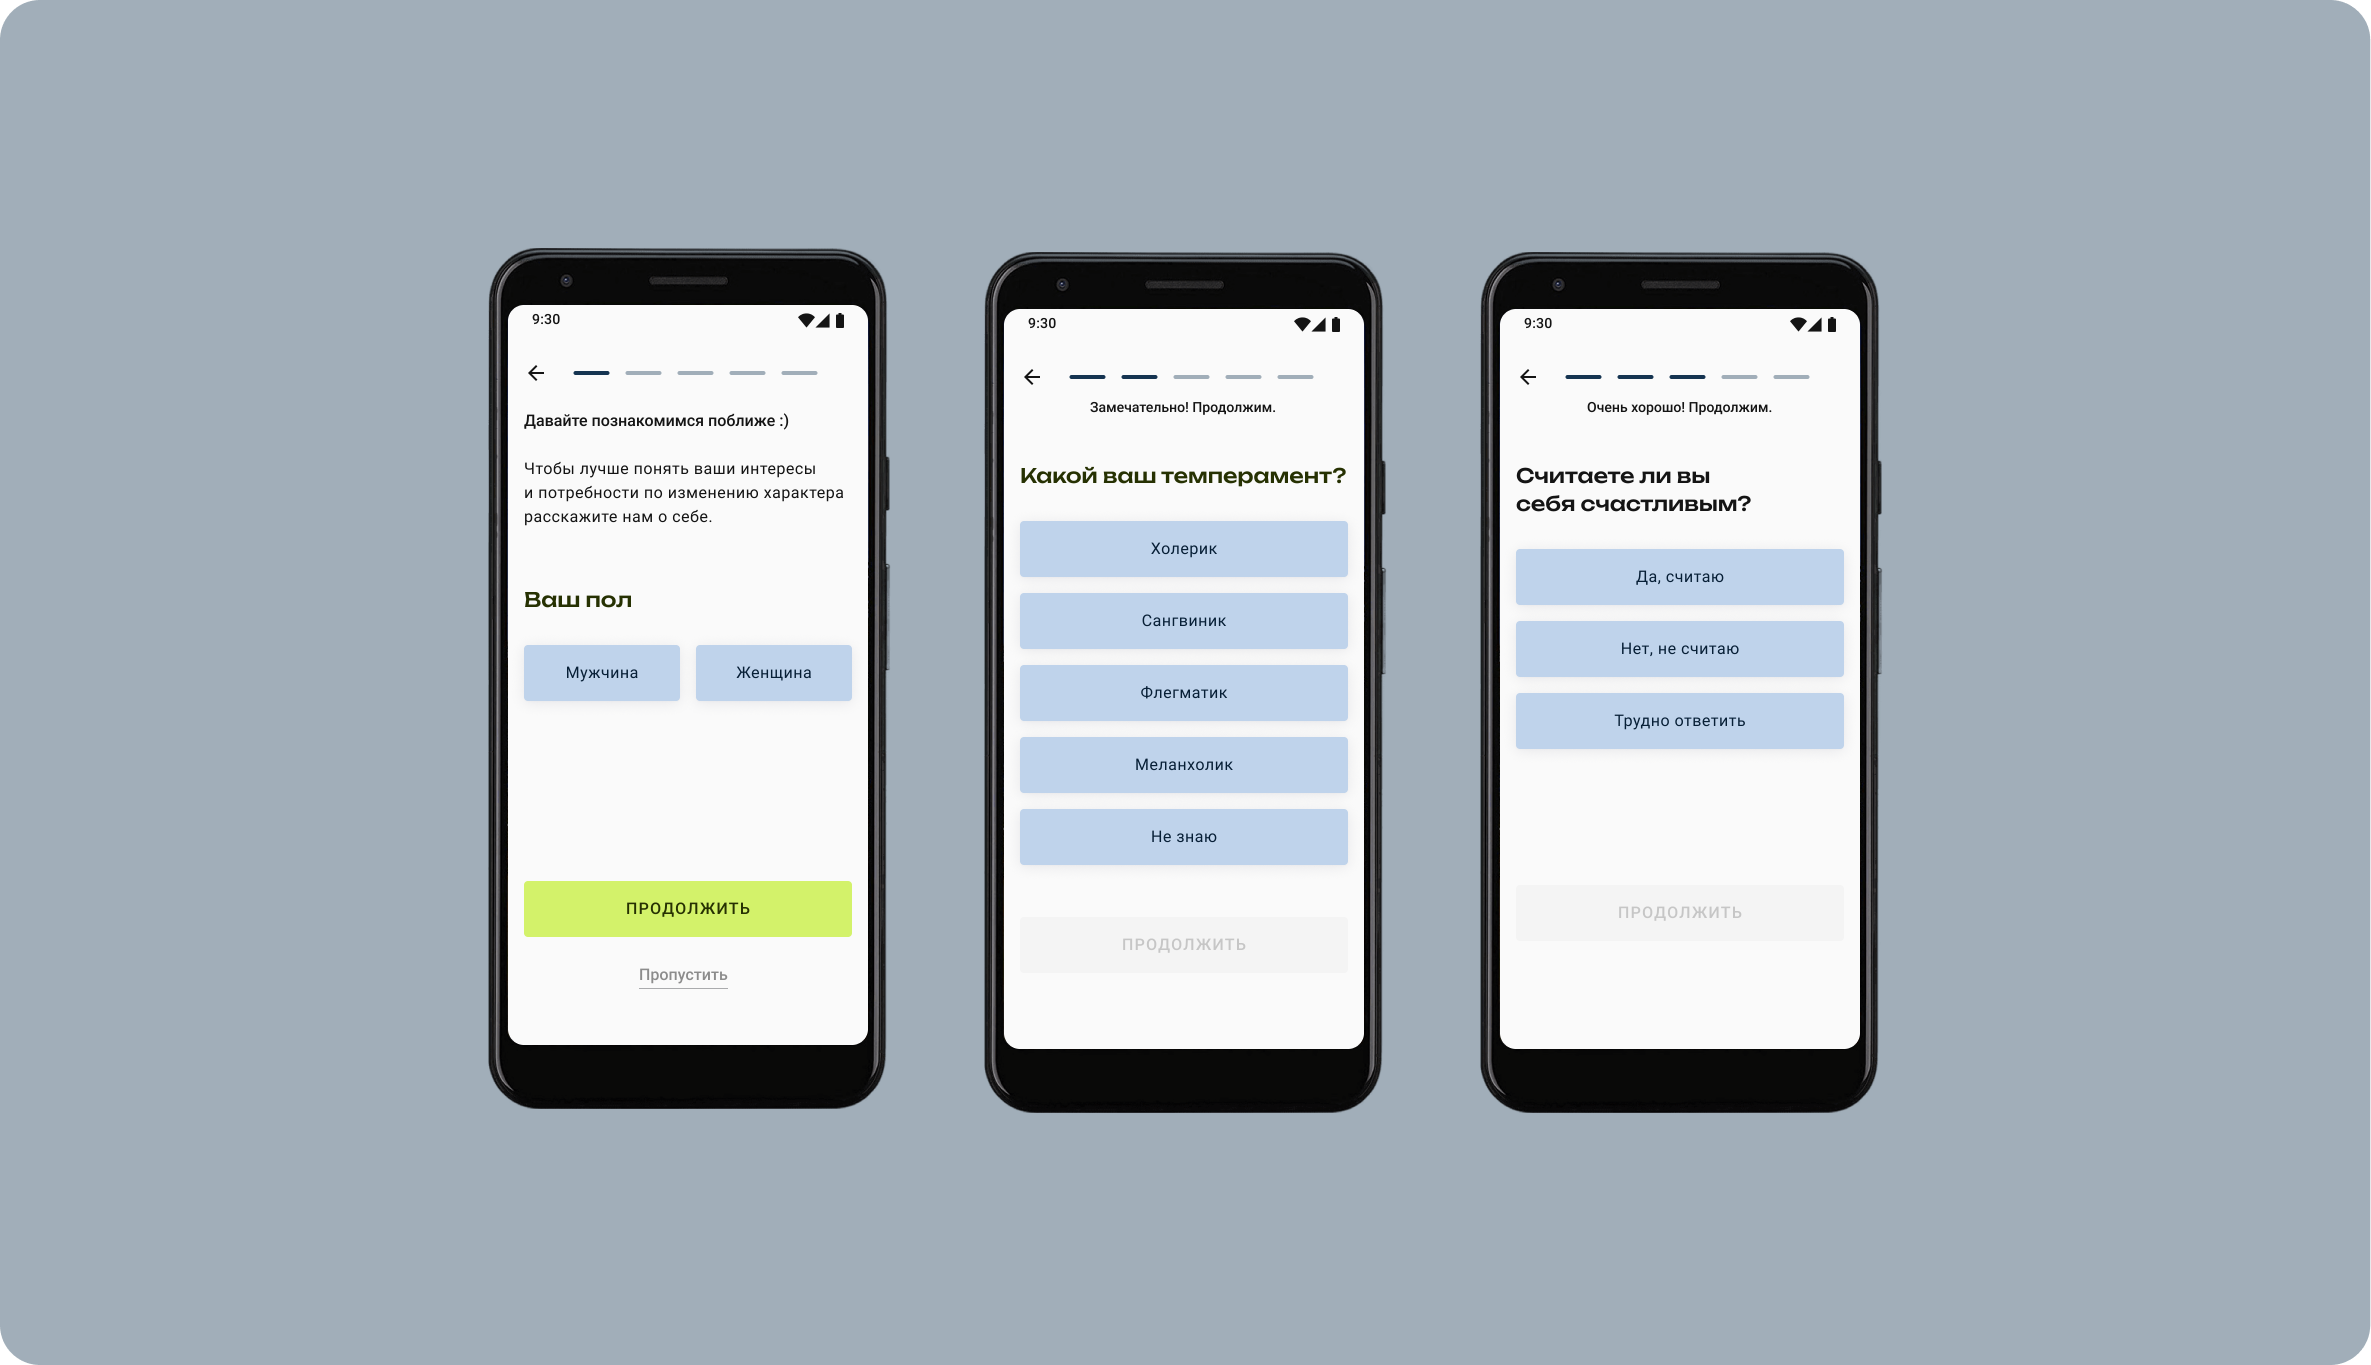 9:30
Давайте познакомимся поближе :)
Чтобы лучше понять ваши интересы
и потребности по изменению характера
расскажите нам о себе.
Ваш пол
Мужчина
Женщина
ПРОДОЛЖИТЬ
Пропустить
9:30
Замечательно! Продолжим.
Какой ваш темперамент?
Холерик
Сангвиник
Флегматик
Меланхолик
Не знаю
ПРОДОЛЖИТЬ
9:30
Очень хорошо! Продолжим.
Считаете ли вы
себя счастливым?
Да, считаю
Нет, не считаю
Трудно ответить
ПРОДОЛЖИТЬ